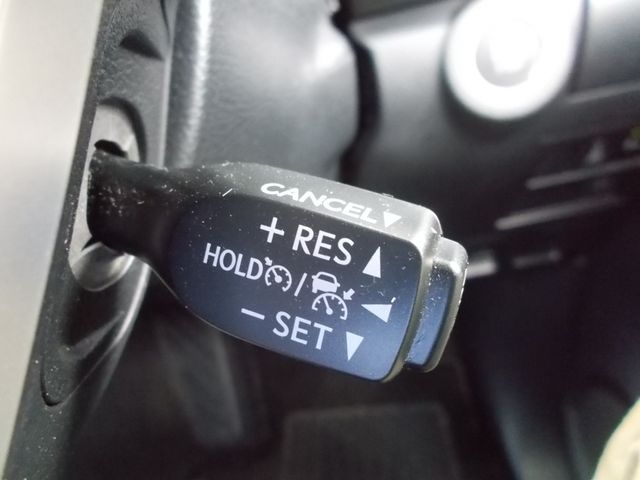 CANCEL▼
+ RES ▲
HOLD / ◀
− SET ▼